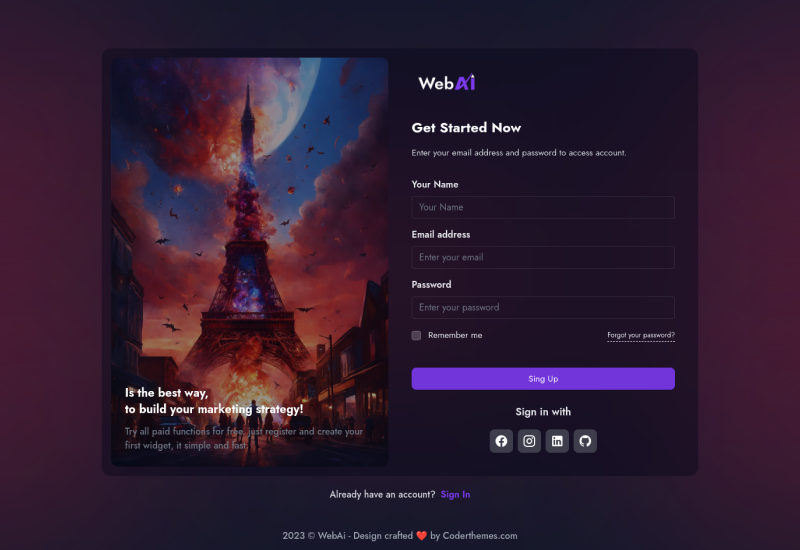 WebAi
Get Started Now
Enter your email address and password to access account.
Your Name
Your Name
Email address
Enter your email
Password
Enter your password
Remember me
Forgot your password?
Sing Up
Sign in with
Is the best way,
to build your marketing strategy!
Try all paid functions for free, just register and create your
first widget, it simple and fast.
Already have an account? Sign In
2023 © WebAi - Design crafted ❤️ by Coderthemes.com